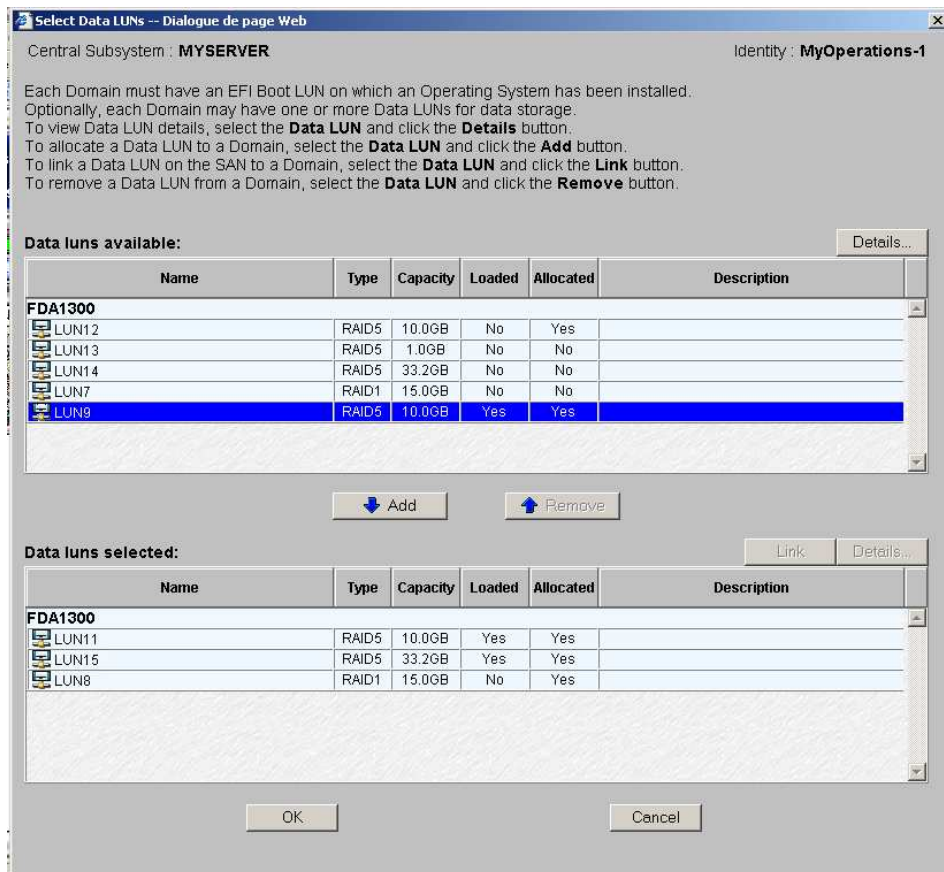 Select Data LUNs -- Dialogue de page Web
Central Subsystem : MYSERVER Identity : MyOperations-1
Each Domain must have an EFI Boot LUN on which an Operating System has been installed.
Optionally, each Domain may have one or more Data LUNs for data storage.
To view Data LUN details, select the Data LUN and click the Details button.
To allocate a Data LUN to a Domain, select the Data LUN and click the Add button.
To link a Data LUN on the SAN to a Domain, select the Data LUN and click the Link button.
To remove a Data LUN from a Domain, select the Data LUN and click the Remove button.
Data luns available: Details...
Name Type Capacity Loaded Allocated Description
FDA1300
LUN12 RAID5 10.0GB No Yes
LUN13 RAID5 1.0GB No No
LUN14 RAID5 33.2GB No No
LUN7 RAID1 15.0GB No No
LUN9 RAID5 10.0GB Yes Yes
Add Remove
Data luns selected: Link Details...
Name Type Capacity Loaded Allocated Description
FDA1300
LUN11 RAID5 10.0GB Yes Yes
LUN15 RAID5 33.2GB Yes Yes
LUN8 RAID1 15.0GB No Yes
OK Cancel